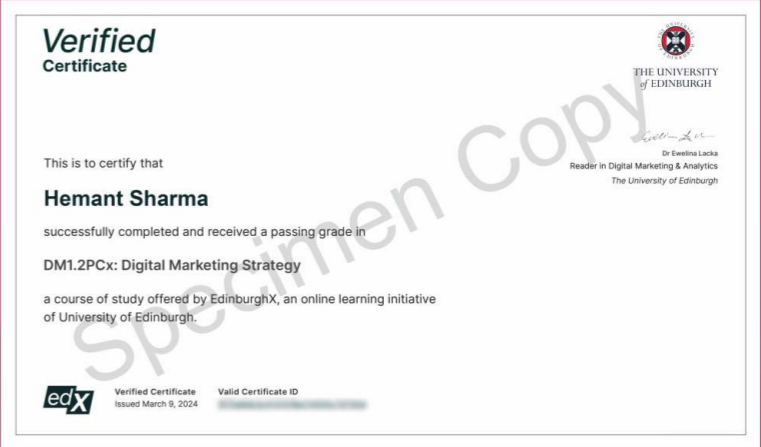 Verified
Certificate
THE UNIVERSITY
of EDINBURGH
Dr Ewelina Lacka
Reader in Digital Marketing & Analytics
The University of Edinburgh
This is to certify that
Hemant Sharma
successfully completed and received a passing grade in
DM1.2PCx: Digital Marketing Strategy
a course of study offered by EdinburghX, an online learning initiative
of University of Edinburgh.
Specimen Copy
edX
Verified Certificate
Issued March 9, 2024
Valid Certificate ID